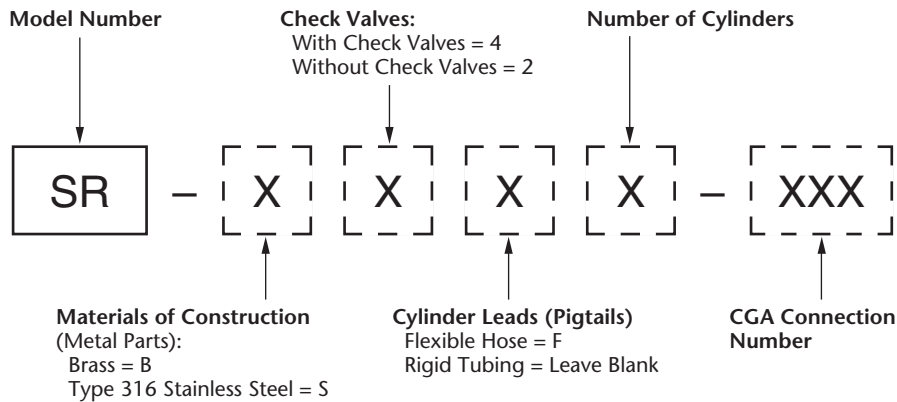 Model Number
Check Valves:
With Check Valves = 4
Without Check Valves = 2
Number of Cylinders
SR – X X X X – XXX
Materials of Construction
(Metal Parts):
Brass = B
Type 316 Stainless Steel = S
Cylinder Leads (Pigtails)
Flexible Hose = F
Rigid Tubing = Leave Blank
CGA Connection
Number